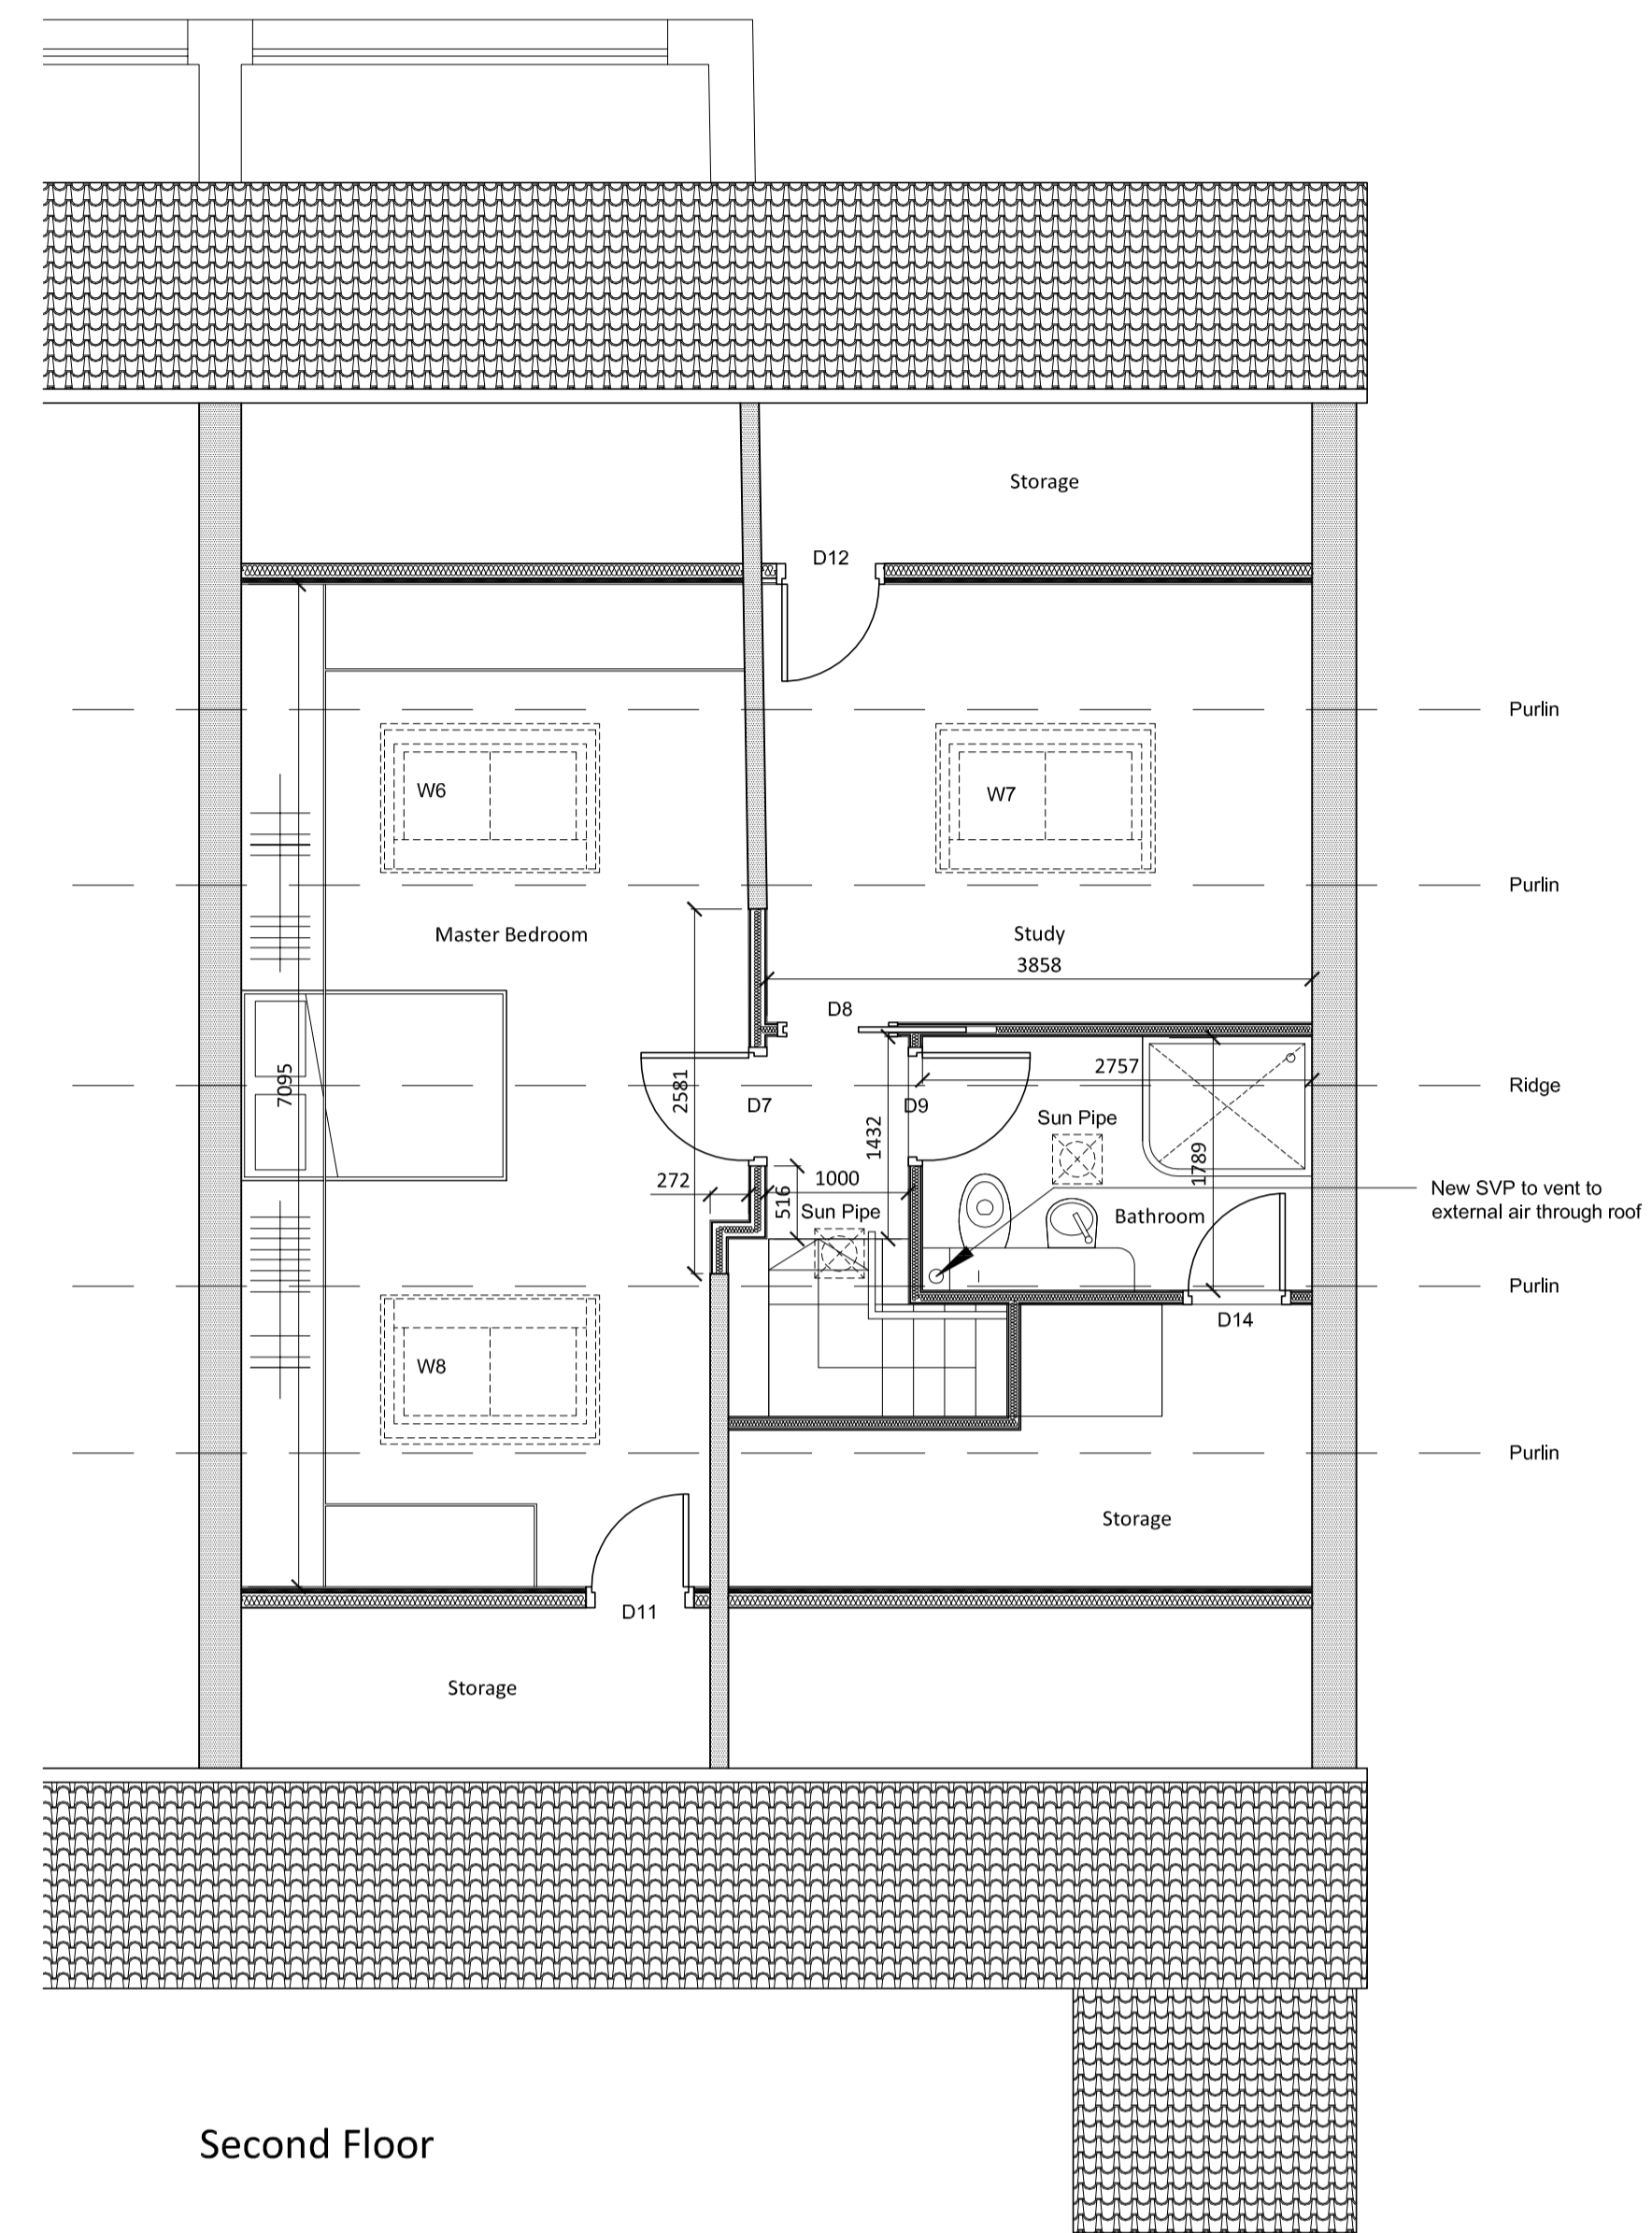 Storage
D12
Purlin
W6
W7
Purlin
Master Bedroom
Study
3858
D8
2757
7095
2581
Ridge
D7
D9
Sun Pipe
1432
1789
272
516
1000
Sun Pipe
Bathroom
New SVP to vent to
external air through roof
Purlin
D14
W8
Purlin
Storage
D11
Storage
Second Floor